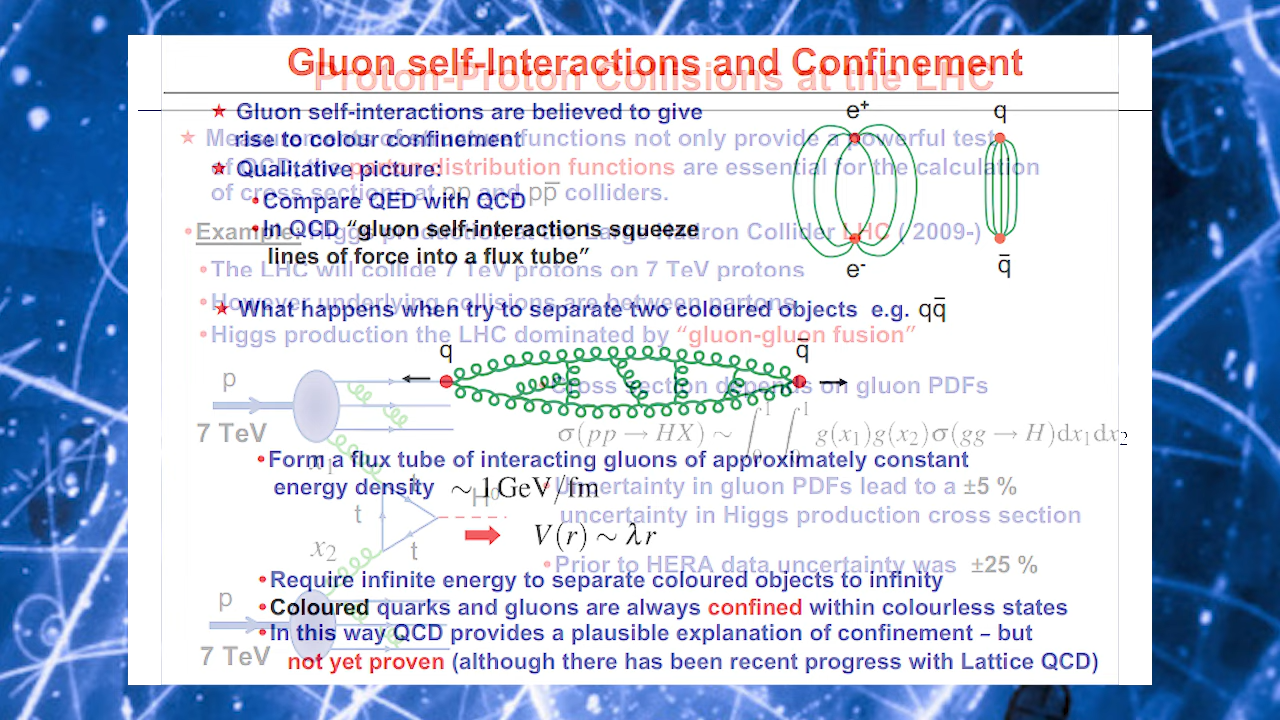 Gluon self-Interactions and Confinement
Proton-Proton Collisions at the LHC
★ Gluon self-interactions are believed to give
rise to colour confinement
★ Qualitative picture:
•Compare QED with QCD
•In QCD “gluon self-interactions squeeze
lines of force into a flux tube”
e⁺
q
e⁻
q̅
★ Measurements of structure functions not only provide a powerful test
of QCD, the parton distribution functions are essential for the calculation
of cross sections at pp and pp̅ colliders.
•Example: Higgs production at the Large Hadron Collider LHC ( 2009-)
•The LHC will collide 7 TeV protons on 7 TeV protons
•However underlying collisions are between partons
•Higgs production the LHC dominated by “gluon-gluon fusion”
★ What happens when try to separate two coloured objects e.g. qq̅
q
q̅
p
7 TeV
•Cross section depends on gluon PDFs
σ(pp → HX) ~ ∫₀¹ ∫₀¹ g(x₁)g(x₂)σ(gg → H)dx₁dx₂
•Form a flux tube of interacting gluons of approximately constant
energy density ~ 1 GeV/fm
V(r) ~ λr
x₁
t
t
H⁰
x₂
t
•Uncertainty in gluon PDFs lead to a ±5 %
uncertainty in Higgs production cross section
•Prior to HERA data uncertainty was ±25 %
•Require infinite energy to separate coloured objects to infinity
•Coloured quarks and gluons are always confined within colourless states
•In this way QCD provides a plausible explanation of confinement – but
not yet proven (although there has been recent progress with Lattice QCD)
p
7 TeV